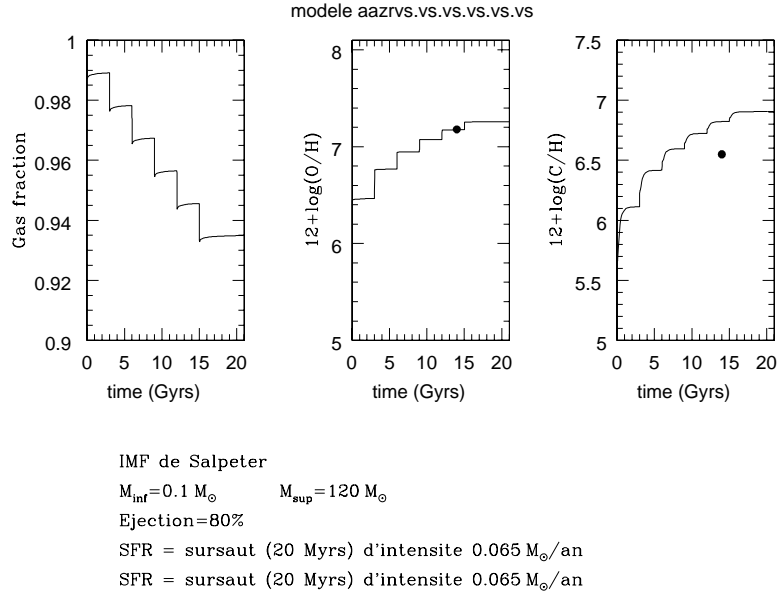 modele aazrvs.vs.vs.vs.vs.vs
1
0.98
0.96
0.94
0.92
0.9
Gas fraction
0 5 10 15 20
time (Gyrs)
8
7
6
5
12+log(O/H)
0 5 10 15 20
time (Gyrs)
7.5
7
6.5
6
5.5
5
12+log(C/H)
0 5 10 15 20
time (Gyrs)
IMF de Salpeter
M_inf=0.1 M_⊙ M_sup=120 M_⊙
Ejection=80%
SFR = sursaut (20 Myrs) d'intensite 0.065 M_⊙/an
SFR = sursaut (20 Myrs) d'intensite 0.065 M_⊙/an